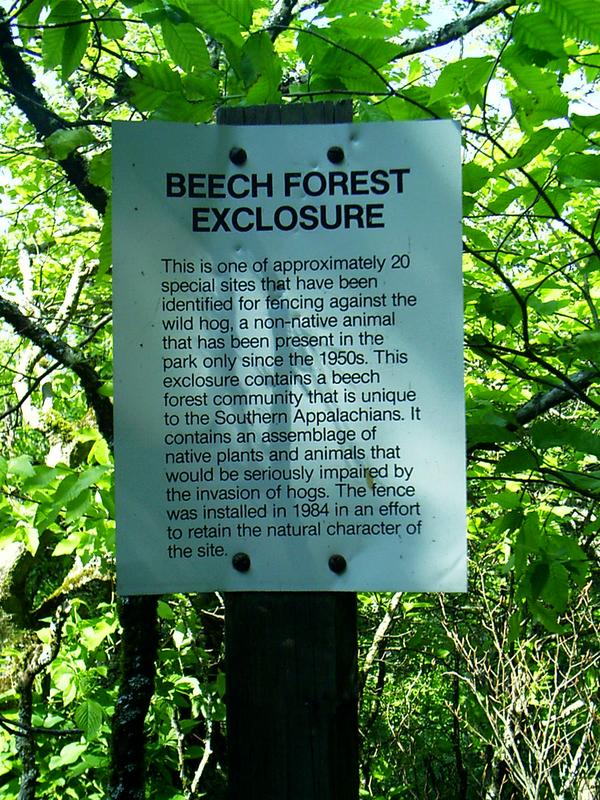 BEECH FOREST
EXCLOSURE
This is one of approximately 20
special sites that have been
identified for fencing against the
wild hog, a non-native animal
that has been present in the
park only since the 1950s. This
exclosure contains a beech
forest community that is unique
to the Southern Appalachians. It
contains an assemblage of
native plants and animals that
would be seriously impaired by
the invasion of hogs. The fence
was installed in 1984 in an effort
to retain the natural character of
the site.